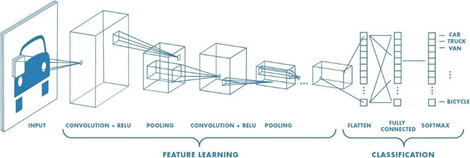 CAR
TRUCK
VAN
BICYCLE
INPUT
CONVOLUTION + RELU
POOLING
CONVOLUTION + RELU
POOLING
FLATTEN
FULLY
CONNECTED
SOFTMAX
FEATURE LEARNING
CLASSIFICATION